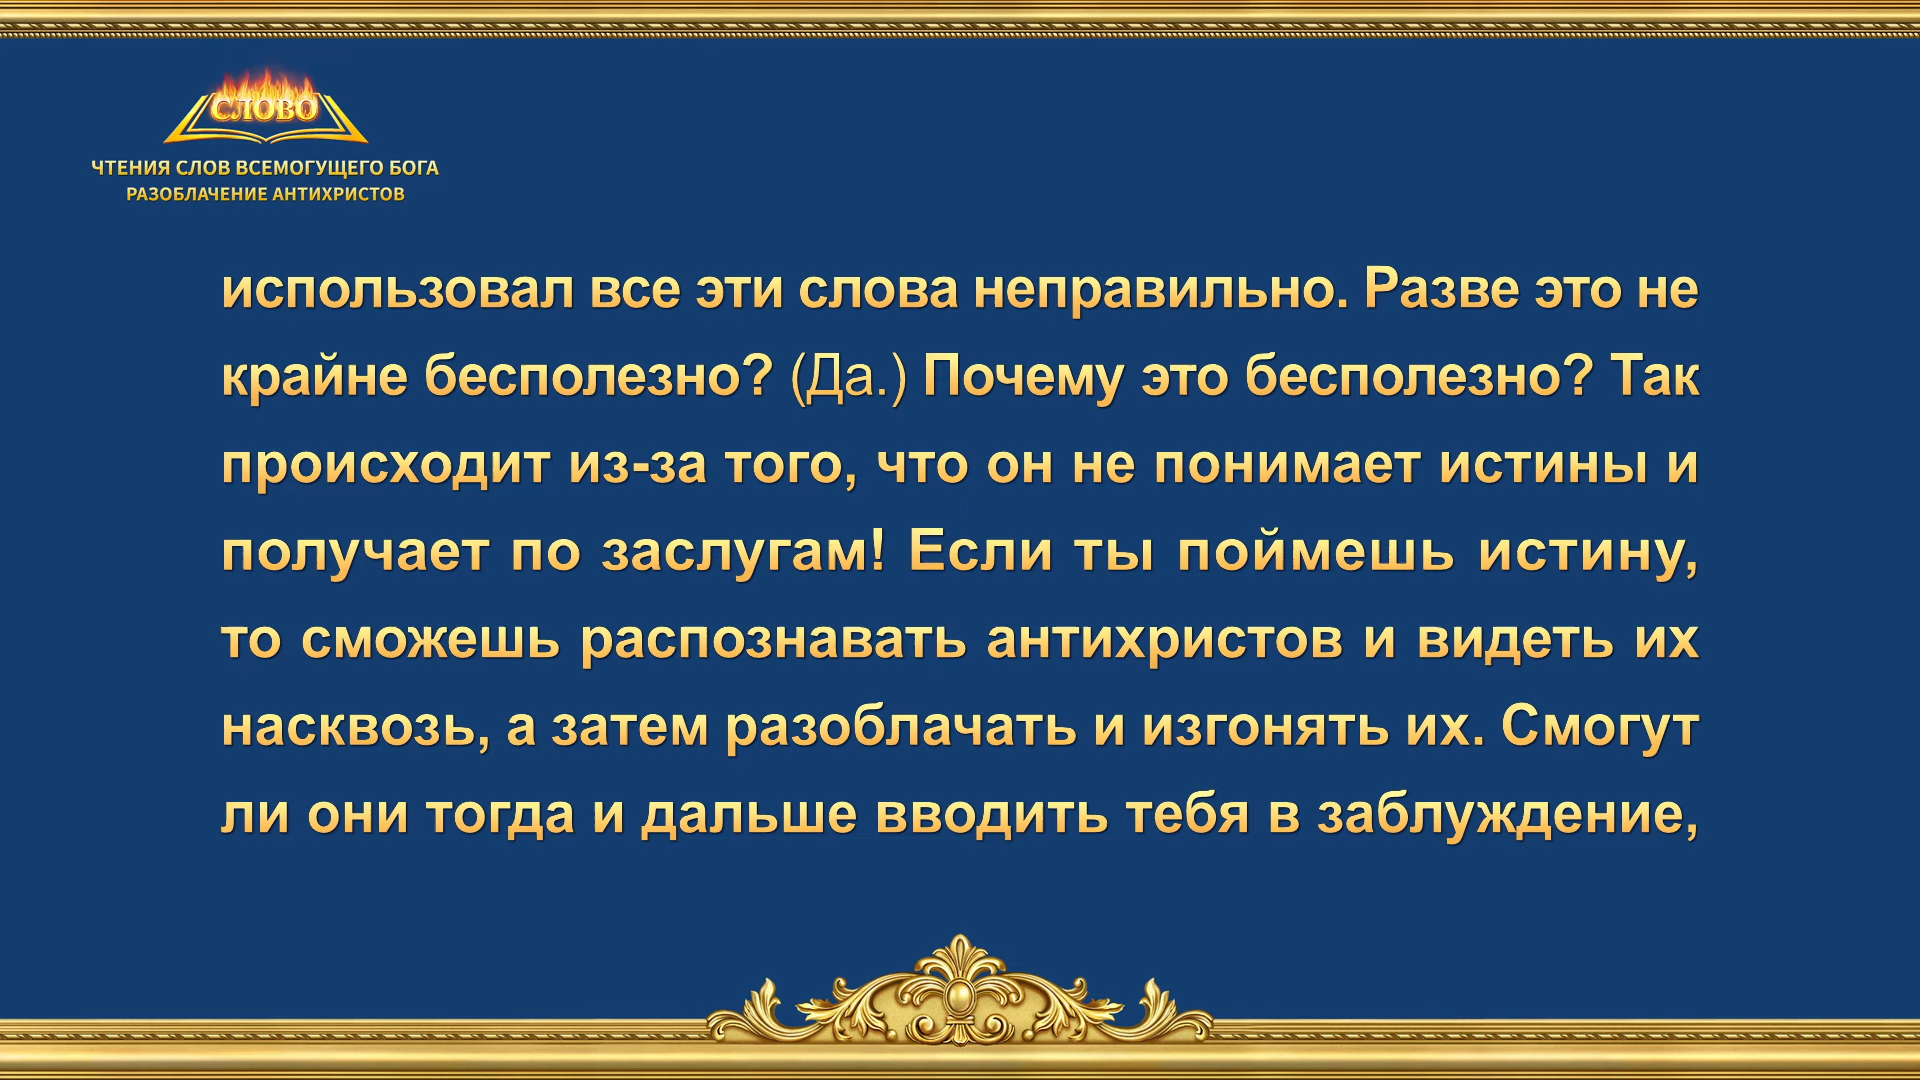 СЛОВО
ЧТЕНИЯ СЛОВ ВСЕМОГУЩЕГО БОГА
РАЗОБЛАЧЕНИЕ АНТИХРИСТОВ
использовал все эти слова неправильно. Разве это не
крайне бесполезно? (Да.) Почему это бесполезно? Так
происходит из-за того, что он не понимает истины и
получает по заслугам! Если ты поймешь истину,
то сможешь распознавать антихристов и видеть их
насквозь, а затем разоблачать и изгонять их. Смогут
ли они тогда и дальше вводить тебя в заблуждение,